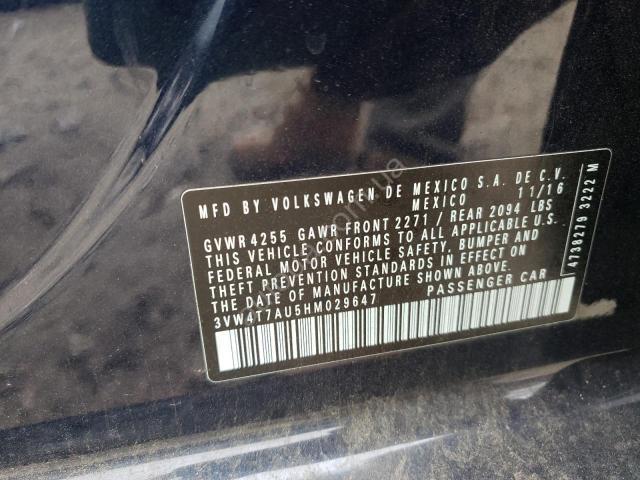 MFD BY VOLKSWAGEN DE MEXICO S.A. DE C.V.
MEXICO 11/16
GVWR 4255 GAWR FRONT 2271 / REAR 2094 LBS
THIS VEHICLE CONFORMS TO ALL APPLICABLE U.S.
FEDERAL MOTOR VEHICLE SAFETY, BUMPER AND
THEFT PREVENTION STANDARDS IN EFFECT ON
THE DATE OF MANUFACTURE SHOWN ABOVE.
3VW4T7AU5HM029647 PASSENGER CAR
4738279 3222 M